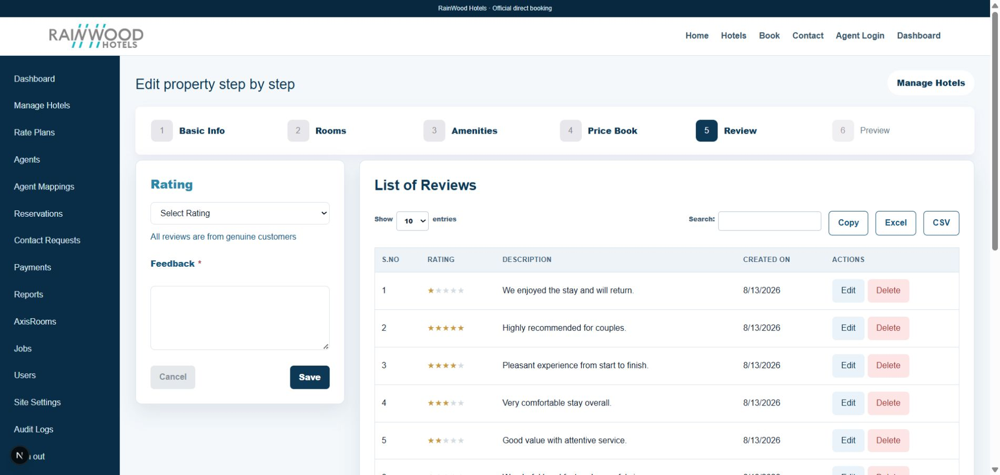 RainWood Hotels · Official direct booking
RAINWOOD
HOTELS
Home Hotels Book Contact Agent Login Dashboard
Dashboard
Manage Hotels
Rate Plans
Agents
Agent Mappings
Reservations
Contact Requests
Payments
Reports
AxisRooms
Jobs
Users
Site Settings
Audit Logs
N
out
Edit property step by step
Manage Hotels
1 Basic Info
2 Rooms
3 Amenities
4 Price Book
5 Review
6 Preview
Rating
Select Rating
All reviews are from genuine customers
Feedback *
Cancel Save
List of Reviews
Show 10 entries
Search: Copy Excel CSV
S.NO RATING DESCRIPTION CREATED ON ACTIONS
1 We enjoyed the stay and will return. 8/13/2026 Edit Delete
2 Highly recommended for couples. 8/13/2026 Edit Delete
3 Pleasant experience from start to finish. 8/13/2026 Edit Delete
4 Very comfortable stay overall. 8/13/2026 Edit Delete
5 Good value with attentive service. 8/13/2026 Edit Delete